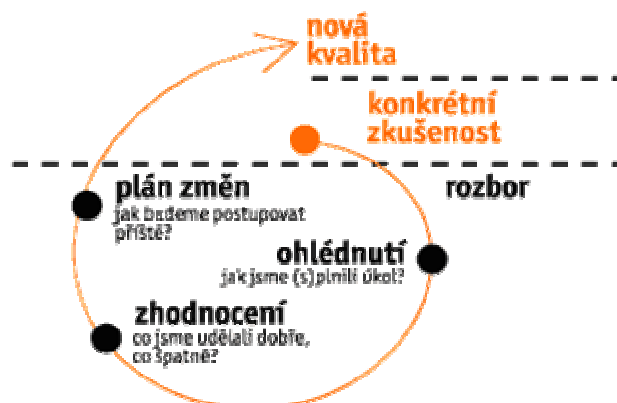 nová
kvalita
konkrétní
zkušenost
rozbor
plán změn
jak budeme postupovat
příště?
ohlédnutí
jak jsme (s)plnili úkol?
zhodnocení
co jsme udělali dobře,
co špatně?